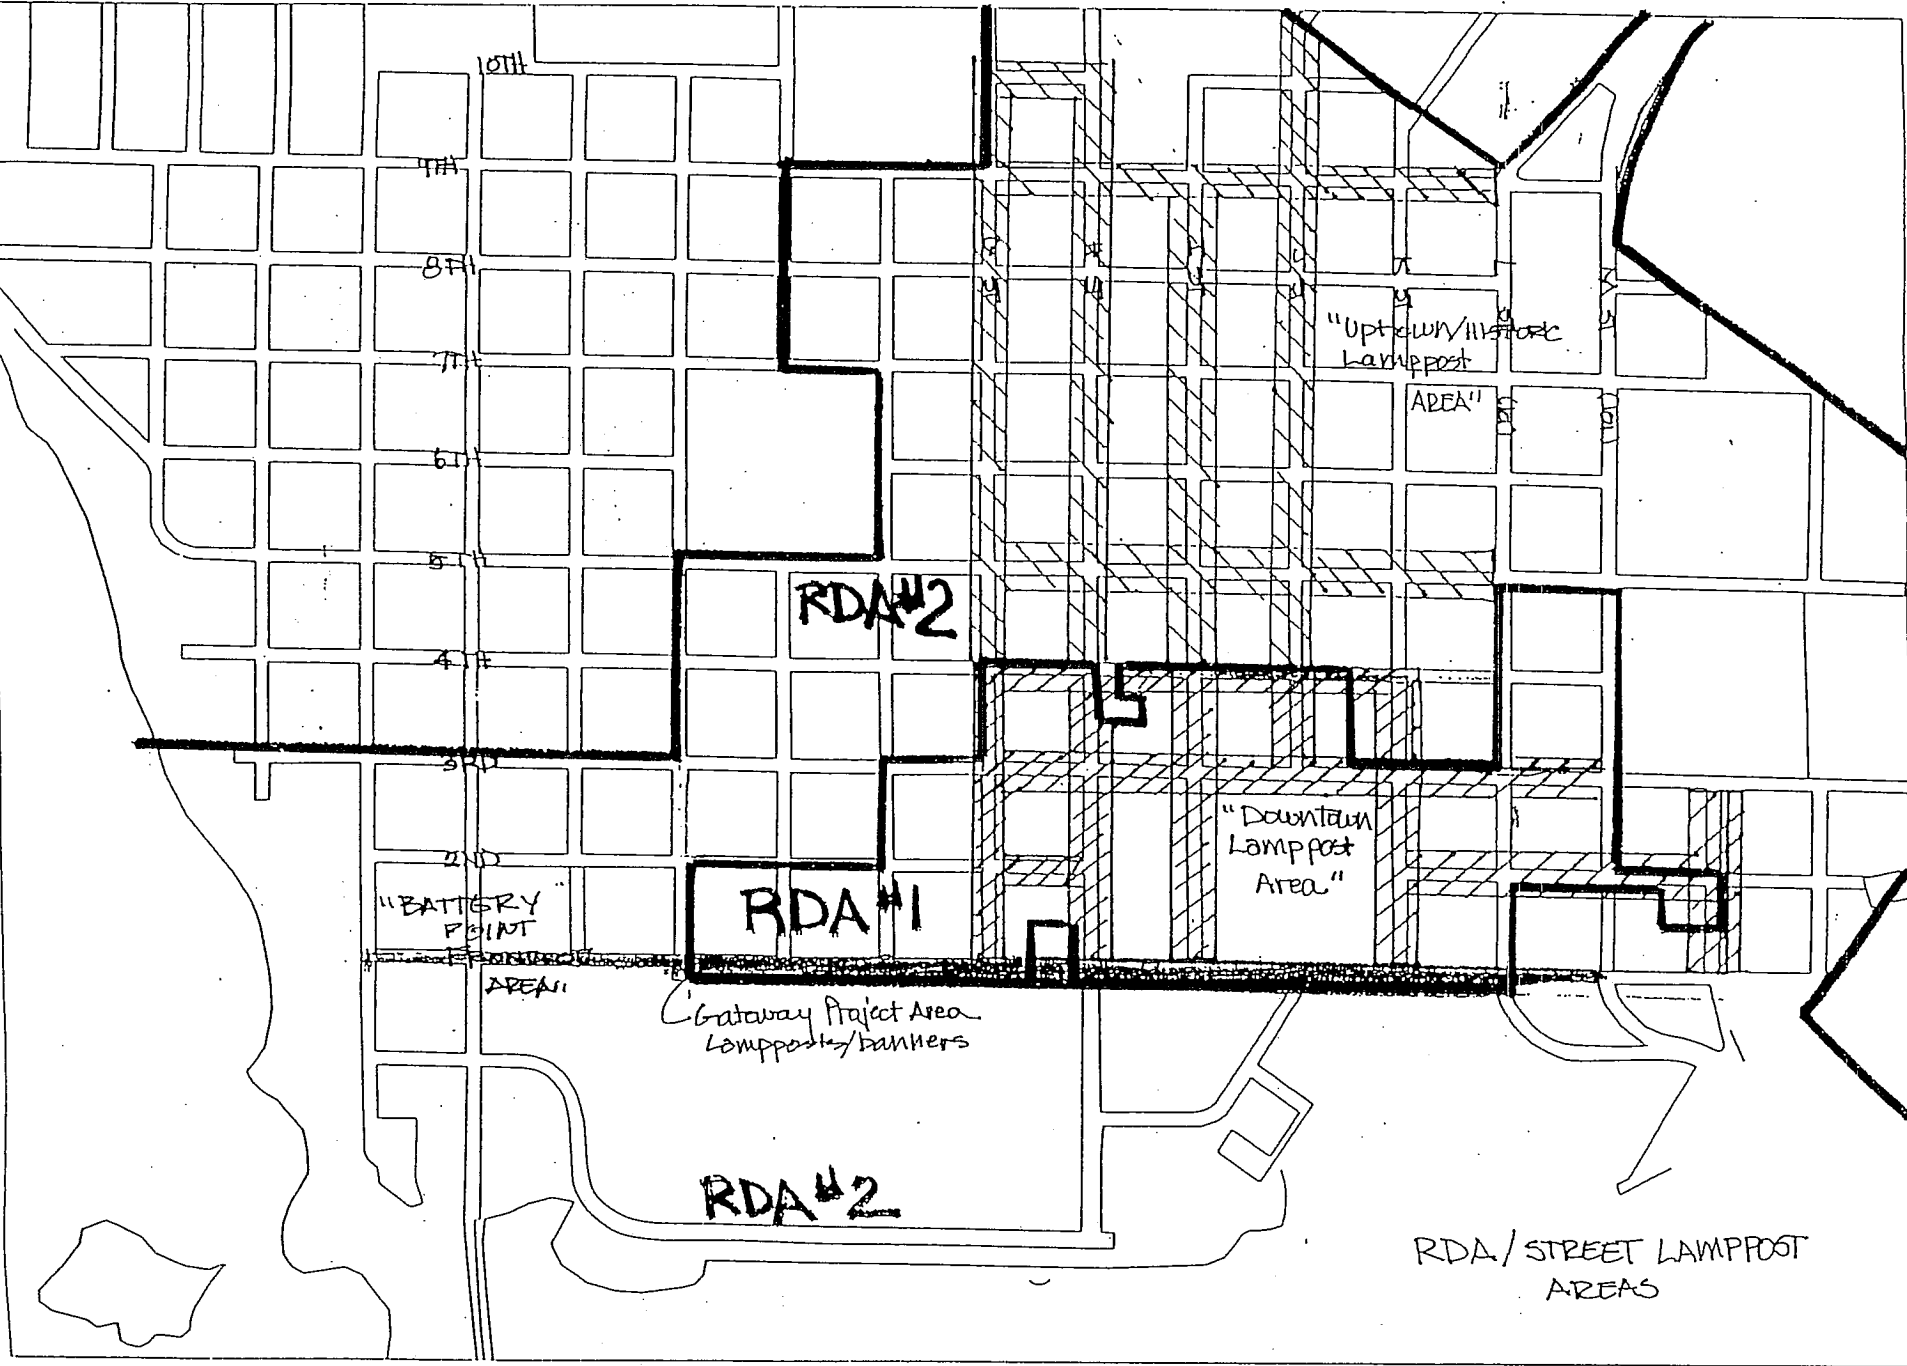 10TH
9TH
8TH
7TH
6TH
5TH
4TH
3RD
2ND
"Uptown/Historic
Lamppost
AREA"
RDA#2
"Downtown
Lamppost
Area"
RDA #1
"BATTERY"
POINT
AREA"
"Gateway Project Area
Lampposts/banners
RDA#2
RDA/STREET LAMPPOST
AREAS